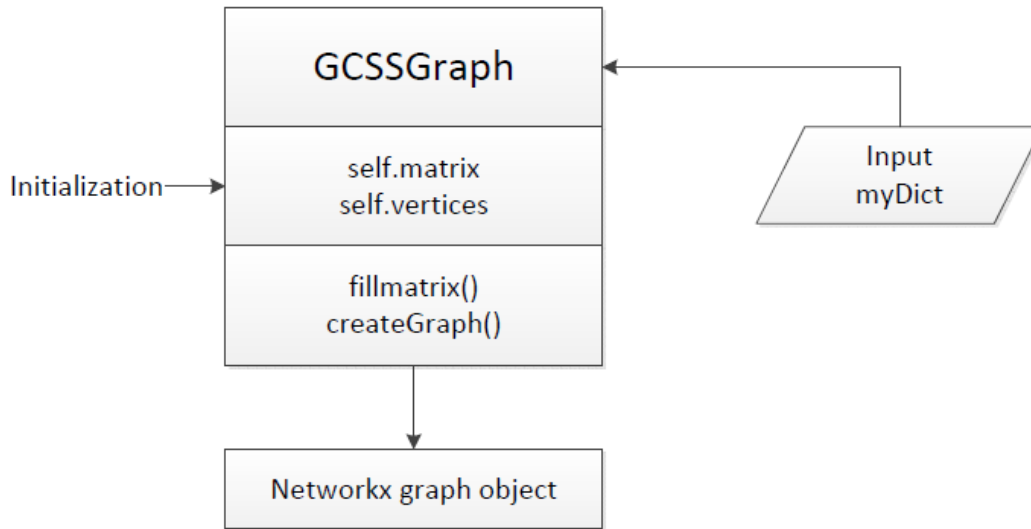 GCSSGraph
Input
myDict
Initialization
self.matrix
self.vertices
fillmatrix()
createGraph()
Networkx graph object